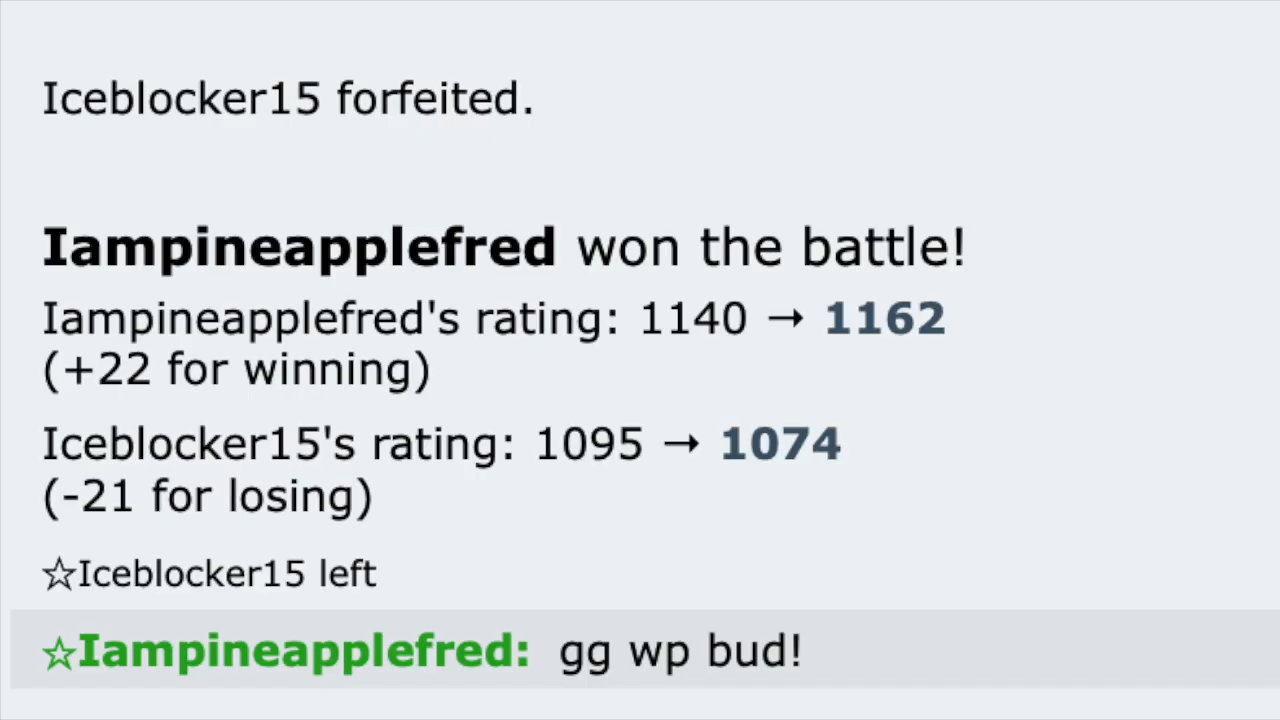 Iceblocker15 forfeited.
Iampineapplefred won the battle!
Iampineapplefred's rating: 1140 → 1162
(+22 for winning)
Iceblocker15's rating: 1095 → 1074
(-21 for losing)
☆Iceblocker15 left
☆Iampineapplefred: gg wp bud!